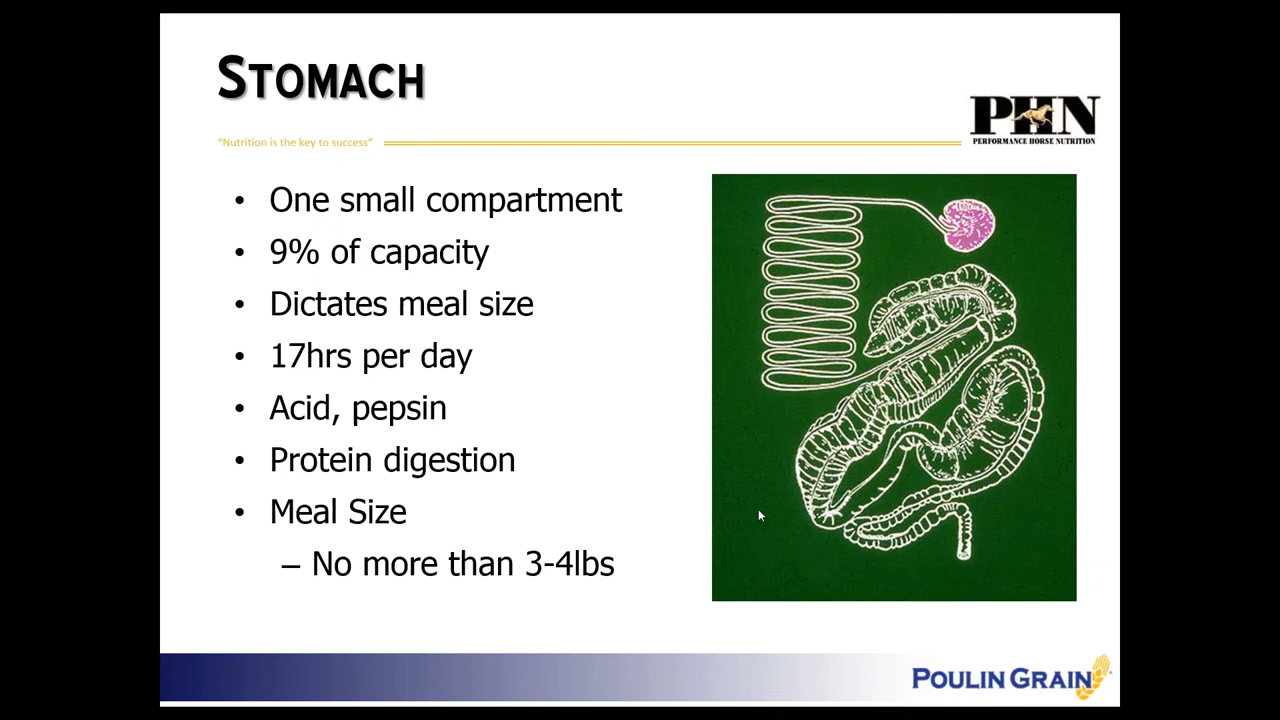 STOMACH
"Nutrition is the key to success"
PHN
PERFORMANCE HORSE NUTRITION
• One small compartment
• 9% of capacity
• Dictates meal size
• 17hrs per day
• Acid, pepsin
• Protein digestion
• Meal Size
– No more than 3-4lbs
POULIN GRAIN